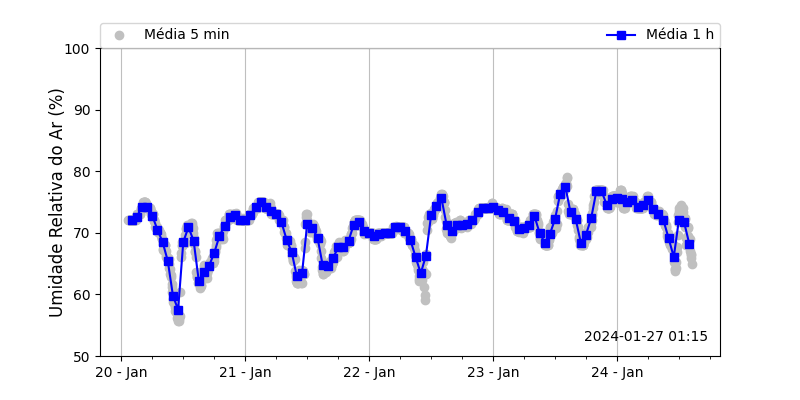 Média 5 min
Média 1 h
Umidade Relativa do Ar (%)
100
90
80
70
60
50
2024-01-27 01:15
20 - Jan
21 - Jan
22 - Jan
23 - Jan
24 - Jan